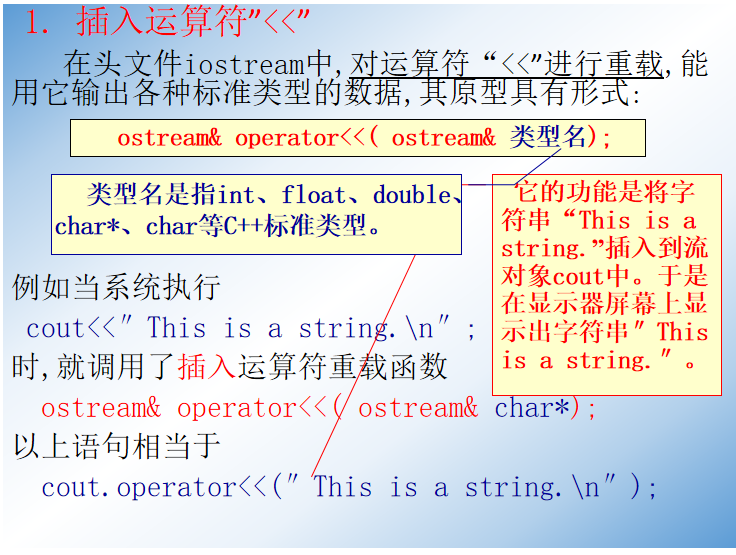 1. 插入运算符”<<”
在头文件iostream中,对运算符“<<”进行重载,能
用它输出各种标准类型的数据,其原型具有形式:
ostream& operator<<( ostream& 类型名);
类型名是指int、float、double、
char*、char等C++标准类型。
它的功能是将字
符串“This is a
string.”插入到流
对象cout中。于是
在显示器屏幕上显
示出字符串″This
is a string.″。
例如当系统执行
cout<<″This is a string.\n″;
时,就调用了插入运算符重载函数
ostream& operator<<( ostream& char*);
以上语句相当于
cout.operator<<(″This is a string.\n″);